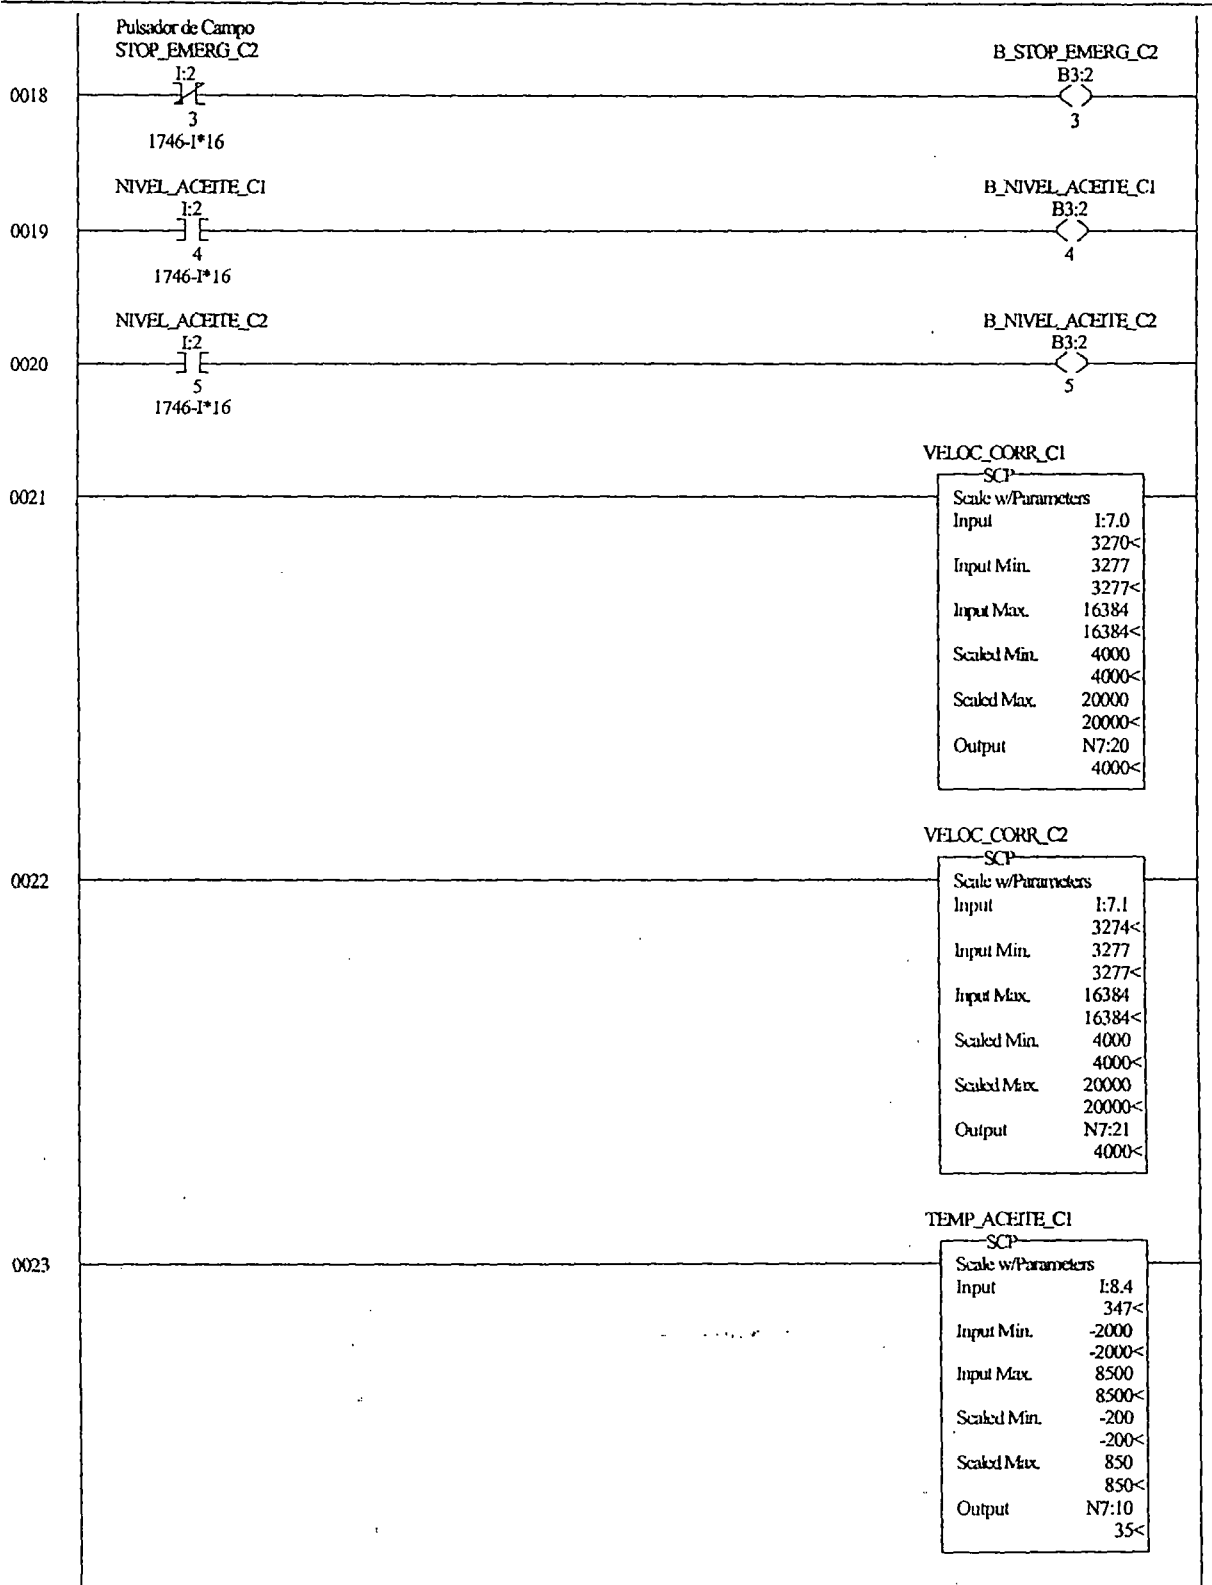 Pulsador de Campo
STOP_EMERG_C2
I:2
3
1746-I*16
B_STOP_EMERG_C2
B3:2
3
0018
NIVEL_ACEITE_C1
I:2
4
1746-I*16
B_NIVEL_ACEITE_C1
B3:2
4
0019
NIVEL_ACEITE_C2
I:2
5
1746-I*16
B_NIVEL_ACEITE_C2
B3:2
5
0020
VELOC_CORR_C1
SCP
0021
Scale w/Parameters
Input I:7.0
3270<
Input Min. 3277
3277<
Input Max. 16384
16384<
Scaled Min. 4000
4000<
Scaled Max. 20000
20000<
Output N7:20
4000<
VELOC_CORR_C2
SCP
0022
Scale w/Parameters
Input I:7.1
3274<
Input Min. 3277
3277<
Input Max. 16384
16384<
Scaled Min. 4000
4000<
Scaled Max. 20000
20000<
Output N7:21
4000<
TEMP_ACEITE_C1
SCP
0023
Scale w/Parameters
Input I:8.4
347<
Input Min. -2000
-2000<
Input Max. 8500
8500<
Scaled Min. -200
-200<
Scaled Max. 850
850<
Output N7:10
35<